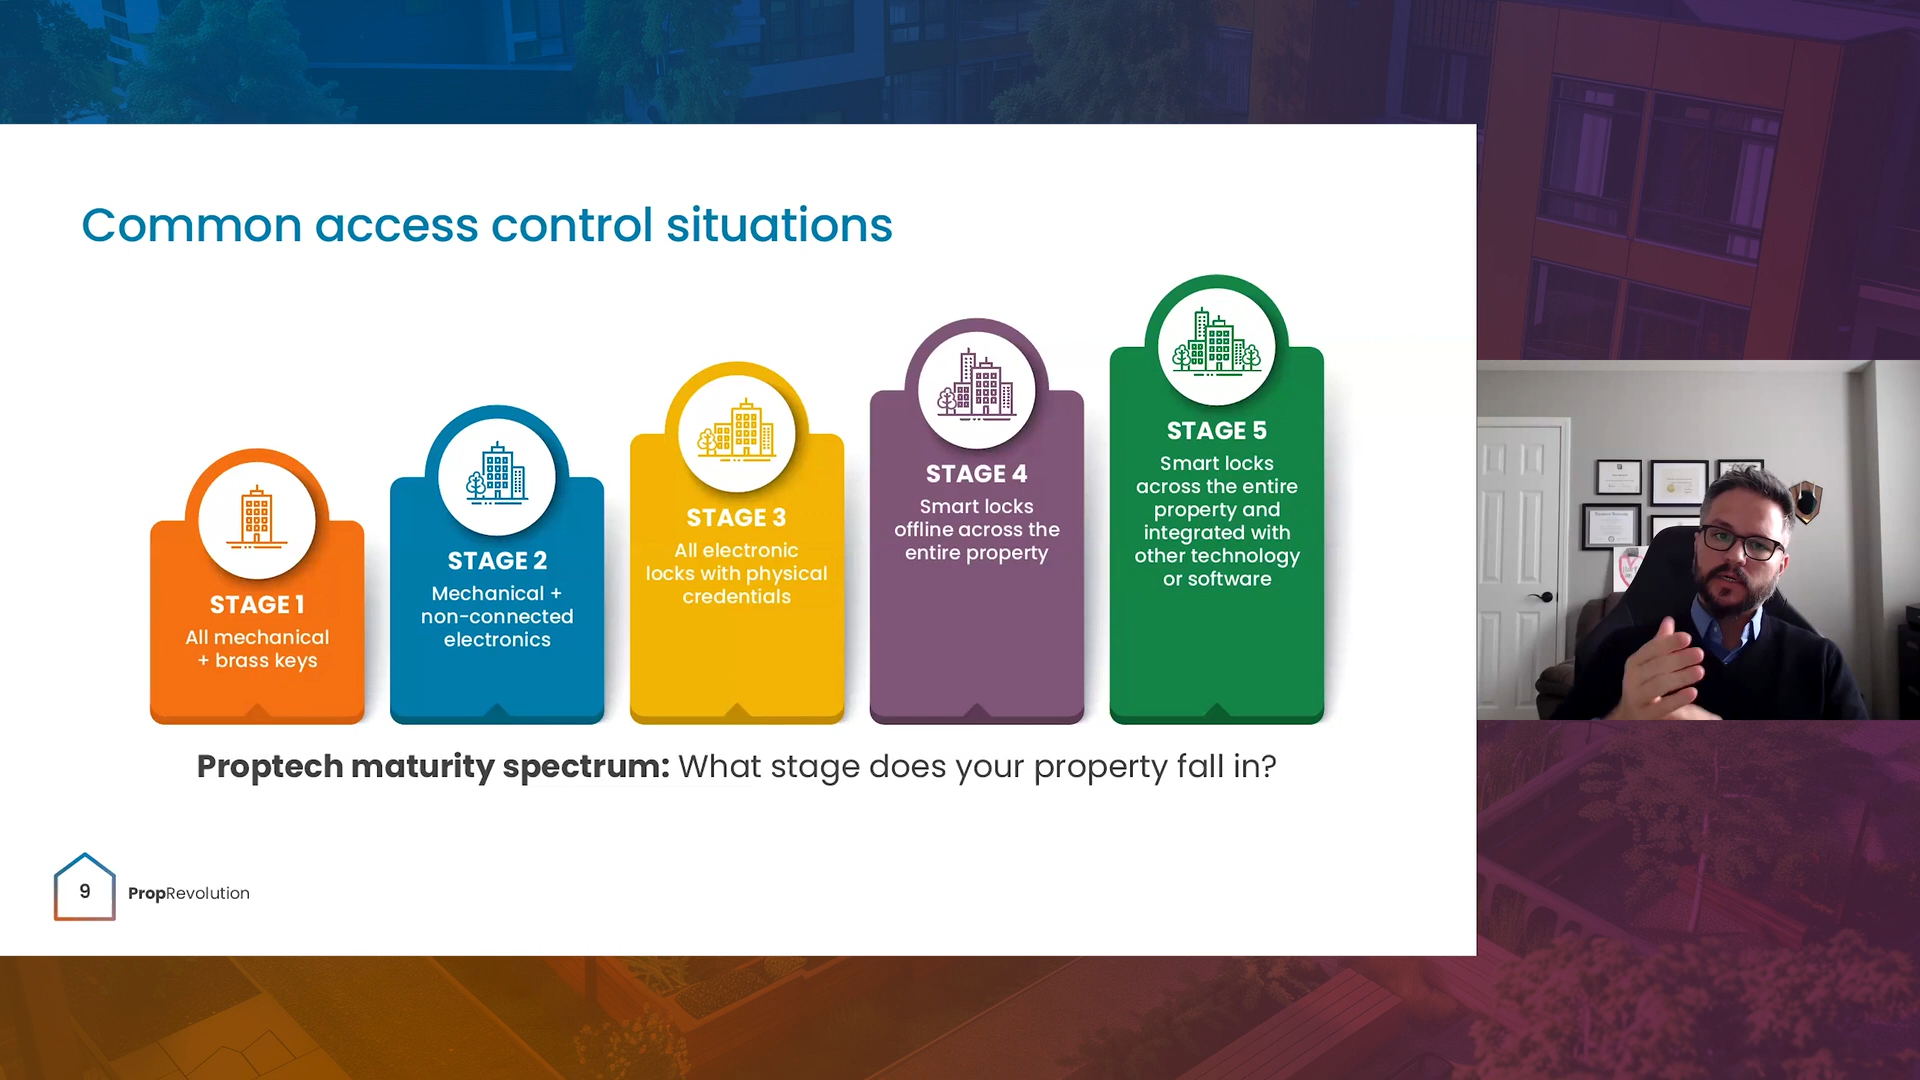 Common access control situations
STAGE 1
All mechanical
+ brass keys
STAGE 2
Mechanical +
non-connected
electronics
STAGE 3
All electronic
locks with physical
credentials
STAGE 4
Smart locks
offline across the
entire property
STAGE 5
Smart locks
across the entire
property and
integrated with
other technology
or software
Proptech maturity spectrum: What stage does your property fall in?
9
PropRevolution